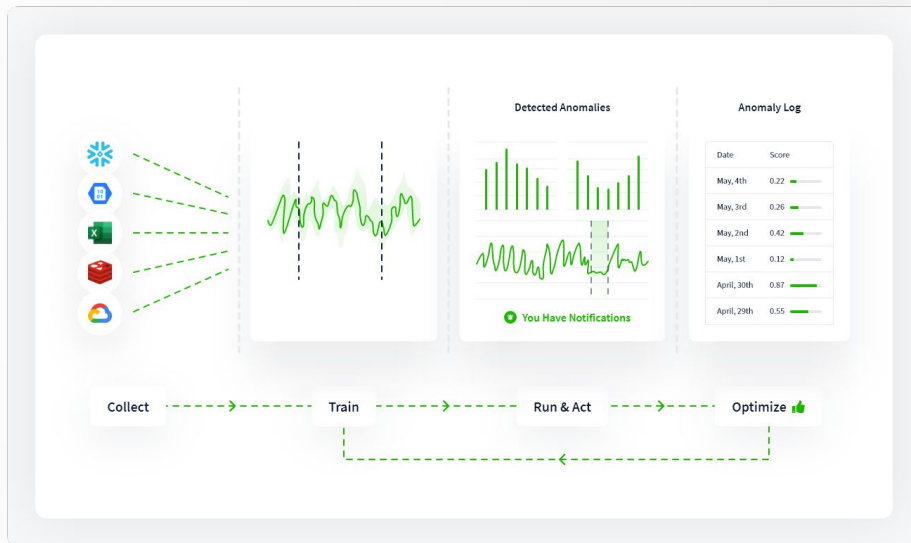 Detected Anomalies
Anomaly Log
Date Score
May, 4th 0.22
May, 3rd 0.26
May, 2nd 0.42
May, 1st 0.12
April, 30th 0.87
April, 29th 0.55
X
You Have Notifications
Collect
Train
Run & Act
Optimize